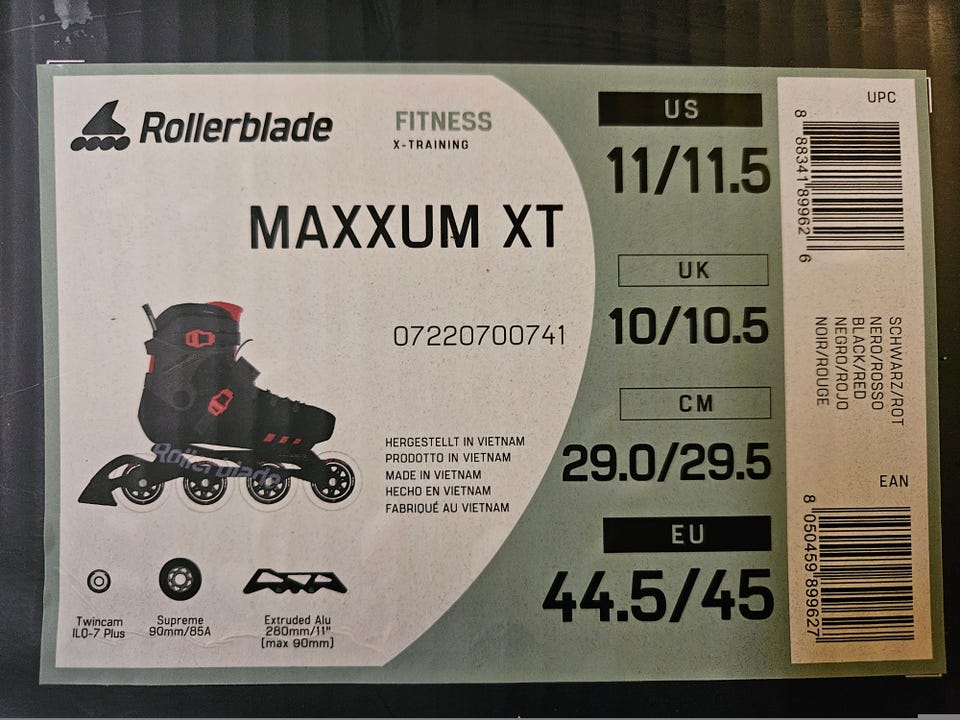 Rollerblade
FITNESS
X-TRAINING
MAXXUM XT
07220700741
Rollerblade
HERGESTELLT IN VIETNAM
PRODOTTO IN VIETNAM
MADE IN VIETNAM
HECHO EN VIETNAM
FABRIQUÉ AU VIETNAM
Twincam
ILQ-7 Plus
Supreme
90mm/85A
Extruded Alu
280mm/11"
(max 90mm)
US
11/11.5
UK
10/10.5
CM
29.0/29.5
EU
44.5/45
UPC
8 88341 89962 6
SCHWARZ/ROT
NERO/ROSSO
BLACK/RED
NEGRO/ROJO
NOIR/ROUGE
EAN
8 050459 899627